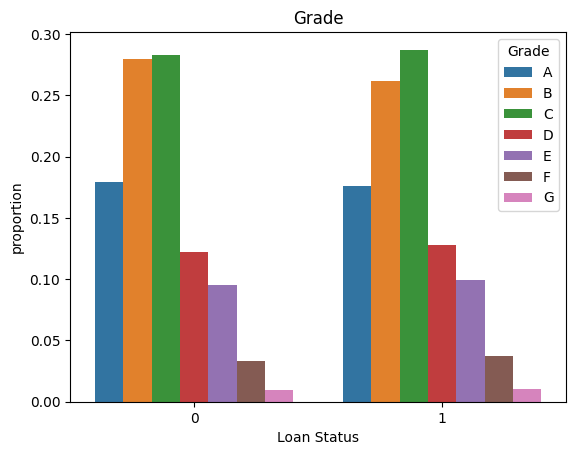 Grade
0.30
0.25
0.20
0.15
0.10
0.05
0.00
proportion
0
1
Loan Status
Grade
A
B
C
D
E
F
G